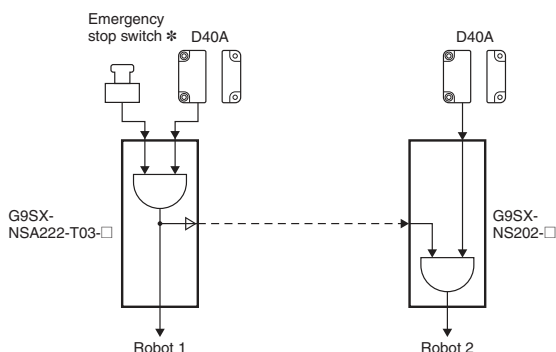 Emergency
stop switch ✻ D40A
D40A
G9SX-
NSA222-T03-□
G9SX-
NS202-□
Robot 1
Robot 2